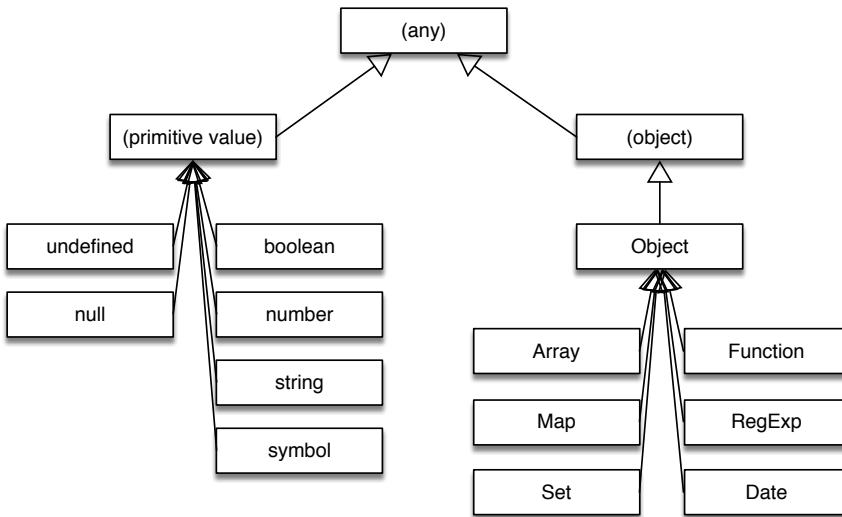 (any)
(primitive value)
(object)
undefined
boolean
Object
null
number
string
symbol
Array
Function
Map
RegExp
Set
Date